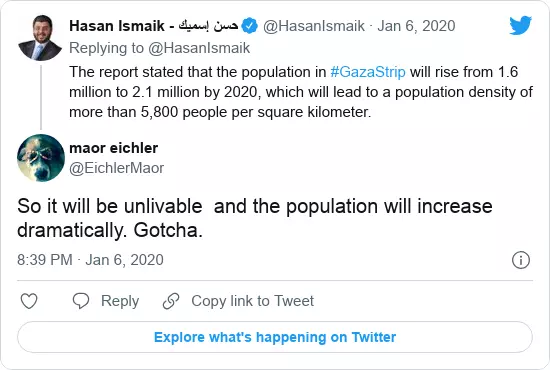 Hasan Ismaik - حسن إسميك @HasanIsmaik · Jan 6, 2020
Replying to @HasanIsmaik
The report stated that the population in #GazaStrip will rise from 1.6
million to 2.1 million by 2020, which will lead to a population density of
more than 5,800 people per square kilometer.
maor eichler
@EichlerMaor
So it will be unlivable  and the population will increase
dramatically. Gotcha.
8:39 PM · Jan 6, 2020
Reply
Copy link to Tweet
Explore what's happening on Twitter